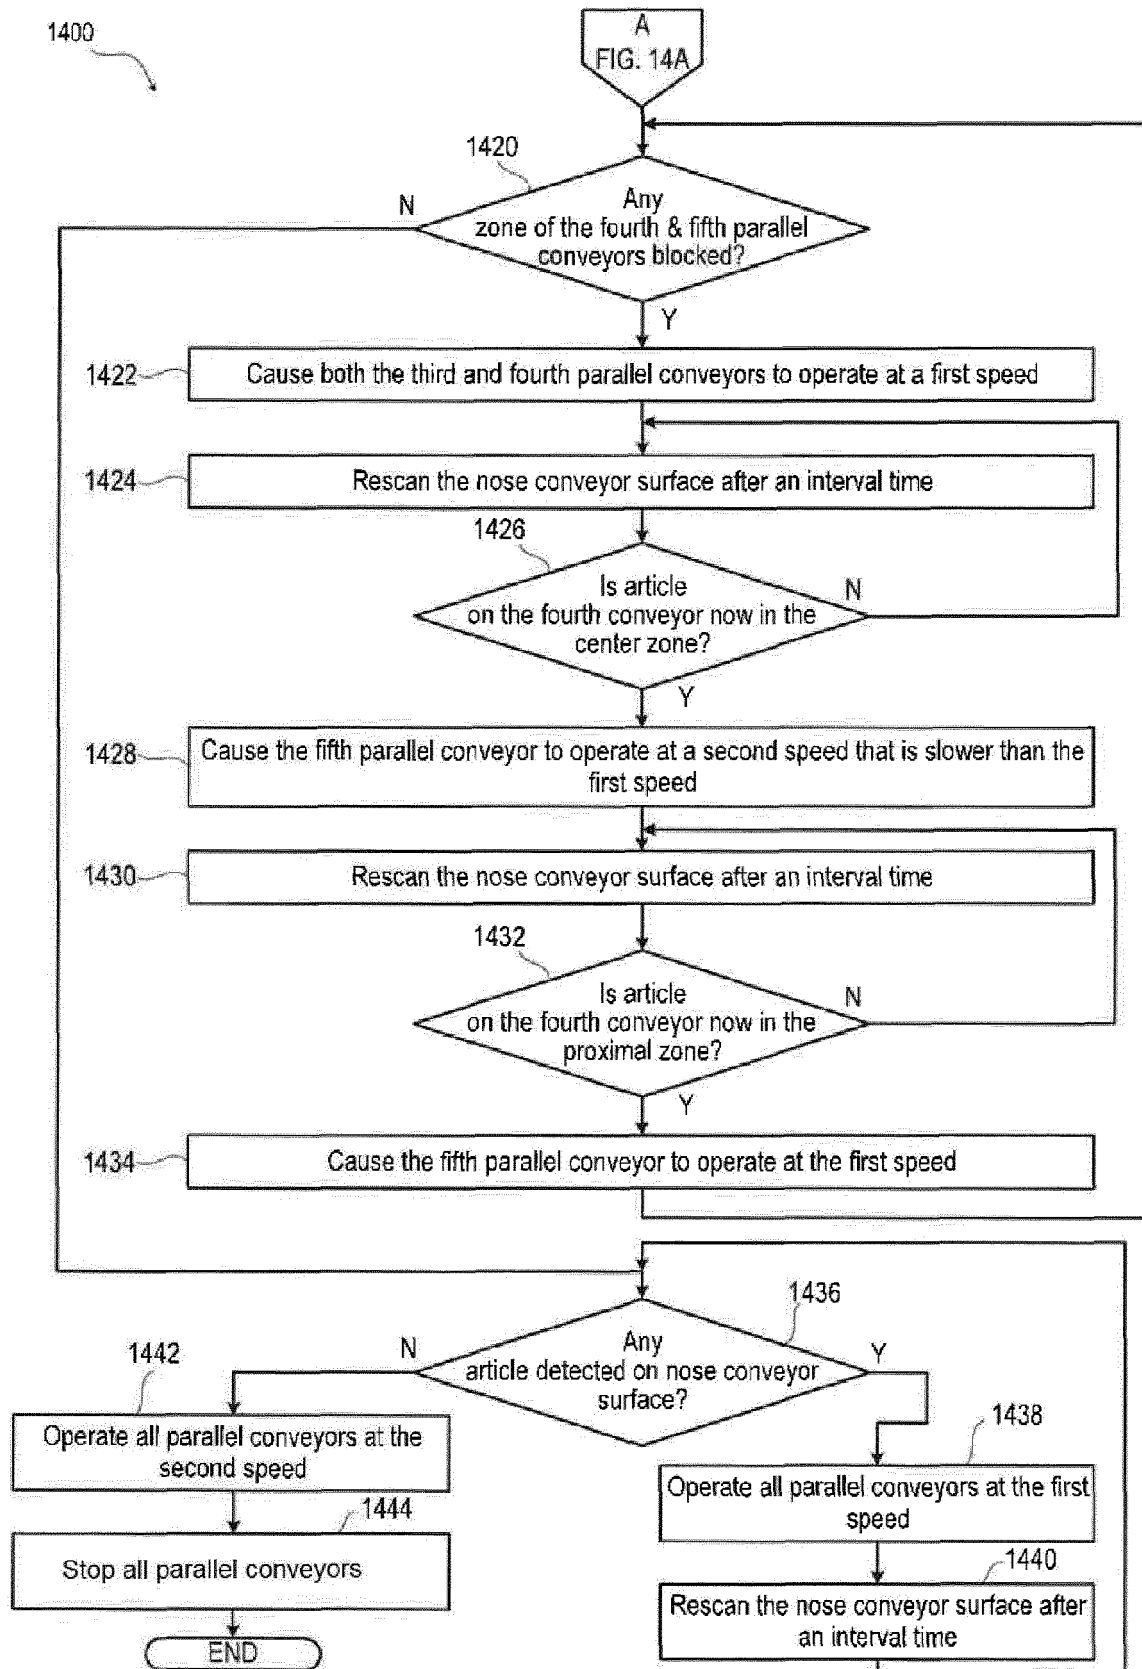 1400
A
FIG. 14A
1420
N
Any
zone of the fourth & fifth parallel
conveyors blocked?
Y
1422
Cause both the third and fourth parallel conveyors to operate at a first speed
1424
Rescan the nose conveyor surface after an interval time
1426
Is article
on the fourth conveyor now in the
center zone?
N
Y
1428
Cause the fifth parallel conveyor to operate at a second speed that is slower than the
first speed
1430
Rescan the nose conveyor surface after an interval time
1432
Is article
on the fourth conveyor now in the
proximal zone?
N
Y
1434
Cause the fifth parallel conveyor to operate at the first speed
1436
Any
article detected on nose conveyor
surface?
N
Y
1442
Operate all parallel conveyors at the
second speed
1444
Stop all parallel conveyors
END
1438
Operate all parallel conveyors at the first
speed
1440
Rescan the nose conveyor surface after
an interval time